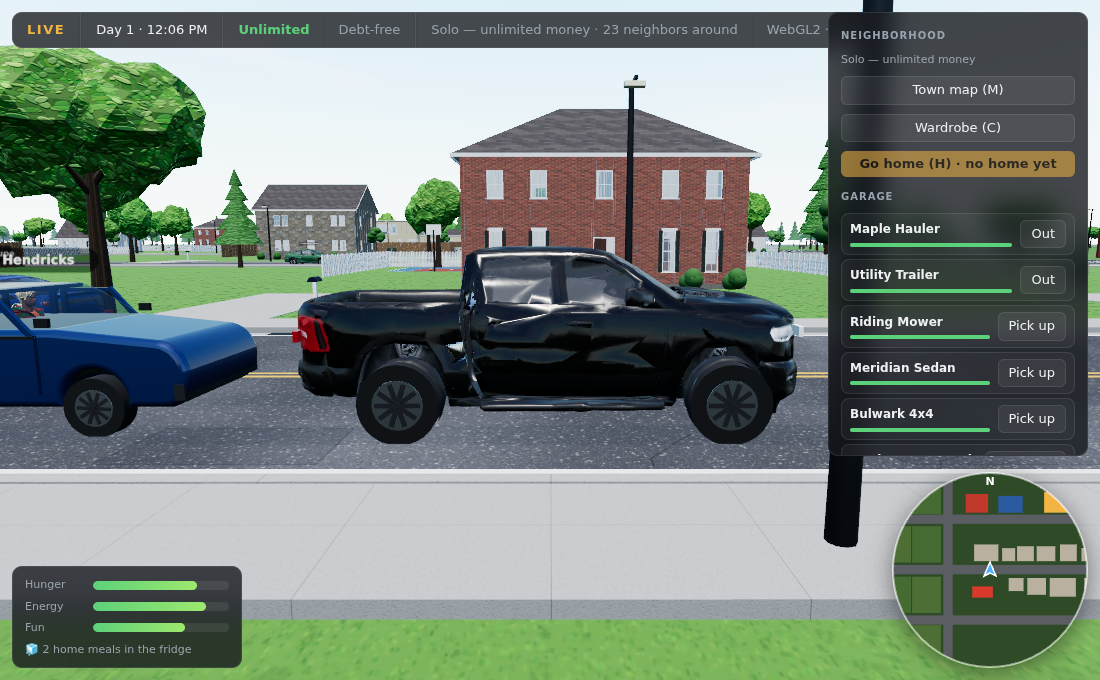 LIVE
Day 1 · 12:06 PM
Unlimited
Debt-free
Solo — unlimited money · 23 neighbors around
WebGL2 ·
NEIGHBORHOOD
Solo — unlimited money
Town map (M)
Wardrobe (C)
Go home (H) · no home yet
GARAGE
Maple Hauler
Out
Utility Trailer
Out
Riding Mower
Pick up
Meridian Sedan
Pick up
Bulwark 4x4
Pick up
Hendricks
N
Hunger
Energy
Fun
2 home meals in the fridge